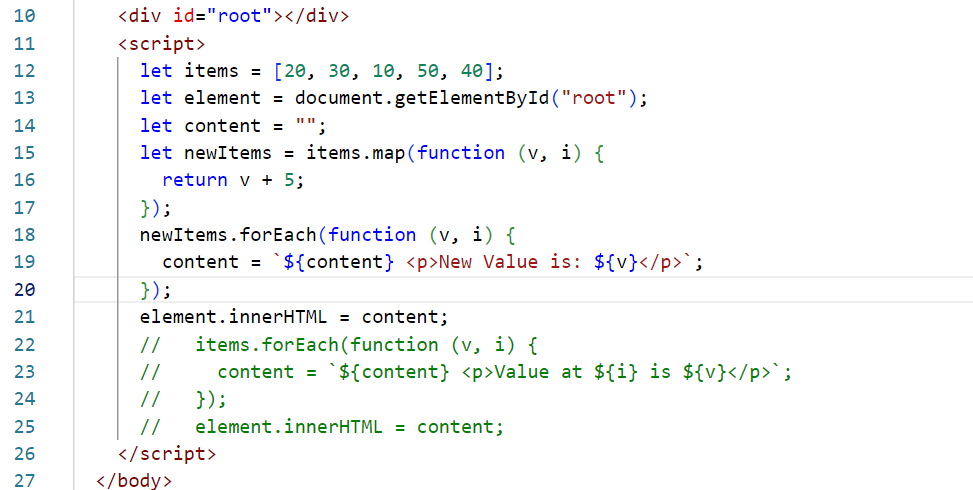 10 <div id="root"></div>
11 <script>
12 let items = [20, 30, 10, 50, 40];
13 let element = document.getElementById("root");
14 let content = "";
15 let newItems = items.map(function (v, i) {
16 return v + 5;
17 });
18 newItems.forEach(function (v, i) {
19 content = `${content} <p>New Value is: ${v}</p>`;
20 });
21 element.innerHTML = content;
22 //   items.forEach(function (v, i) {
23 //     content = `${content} <p>Value at ${i} is ${v}</p>`;
24 //   });
25 //   element.innerHTML = content;
26 </script>
27 </body>